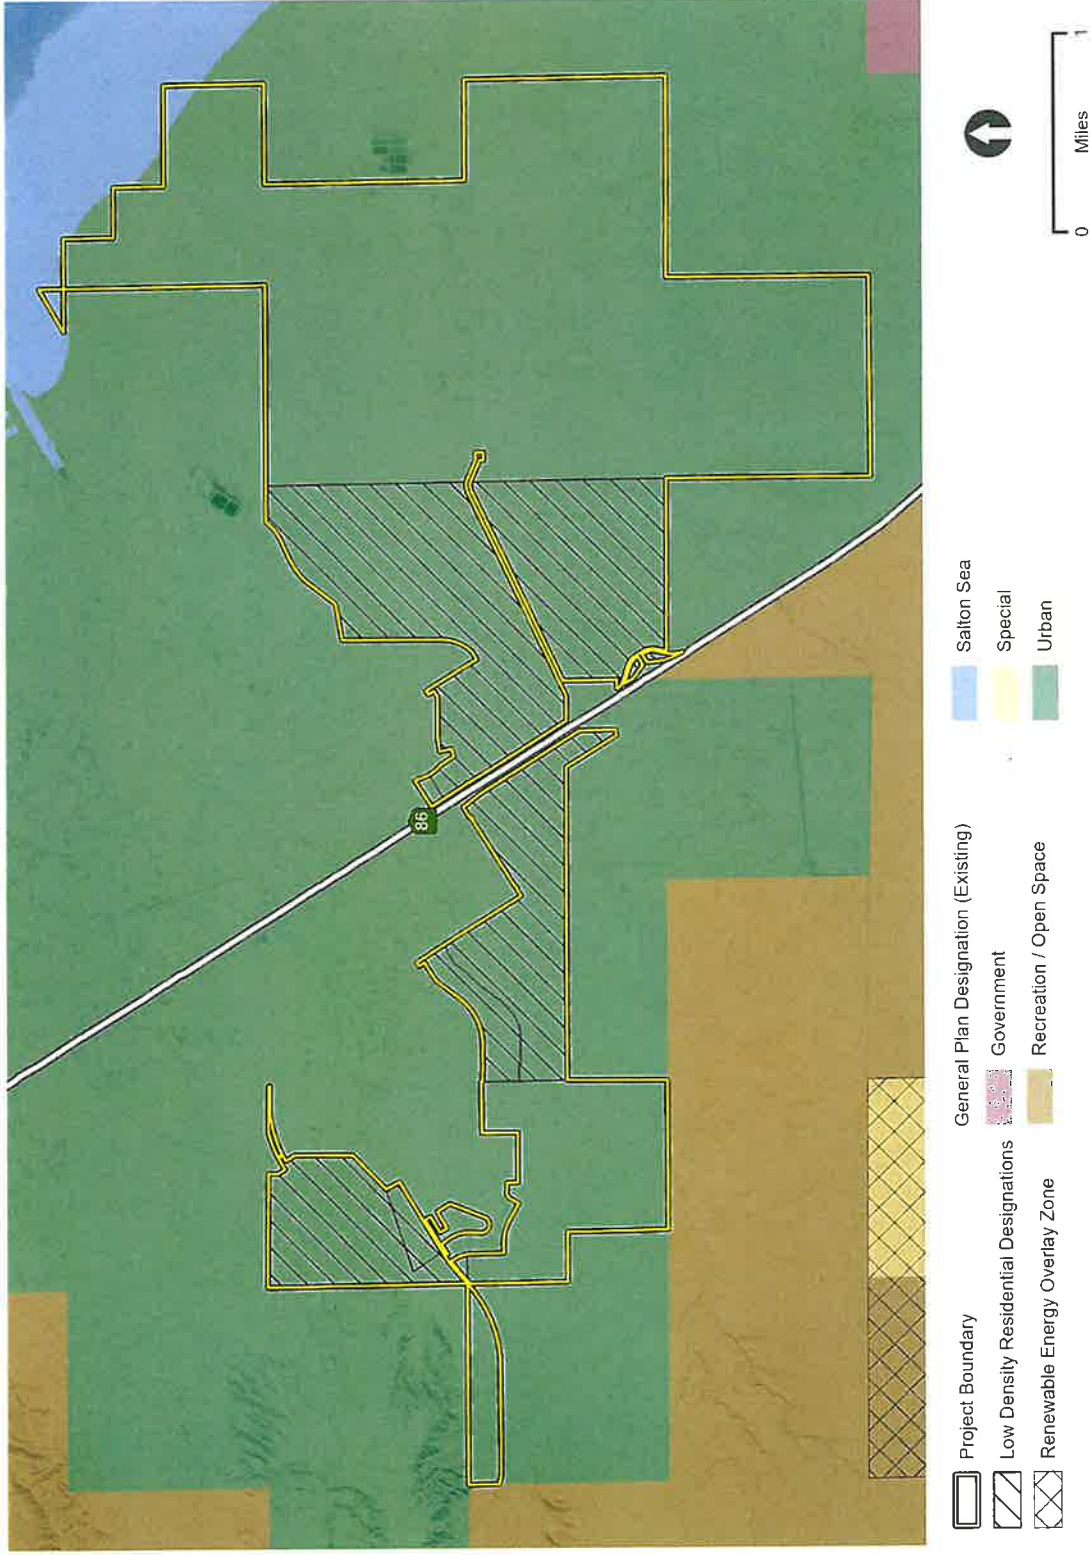 86
Project Boundary
Low Density Residential Designations
Renewable Energy Overlay Zone
General Plan Designation (Existing)
Government
Recreation / Open Space
Salton Sea
Special
Urban
0
1
Miles